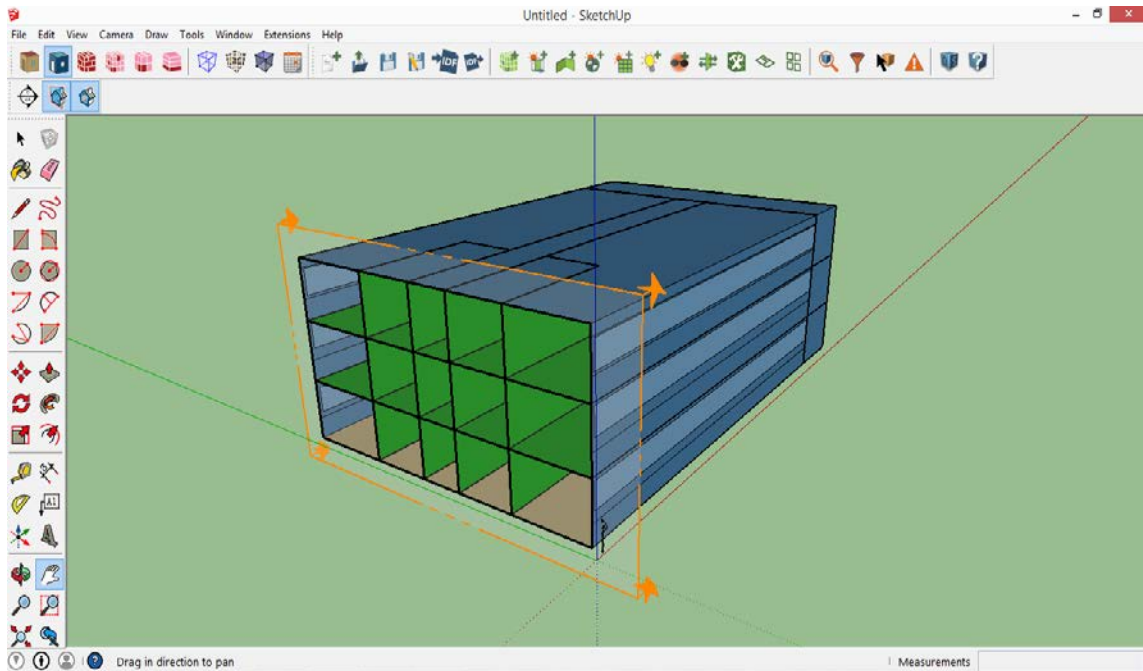 Untitled - SketchUp
File Edit View Camera Draw Tools Window Extensions Help
Drag in direction to pan
Measurements